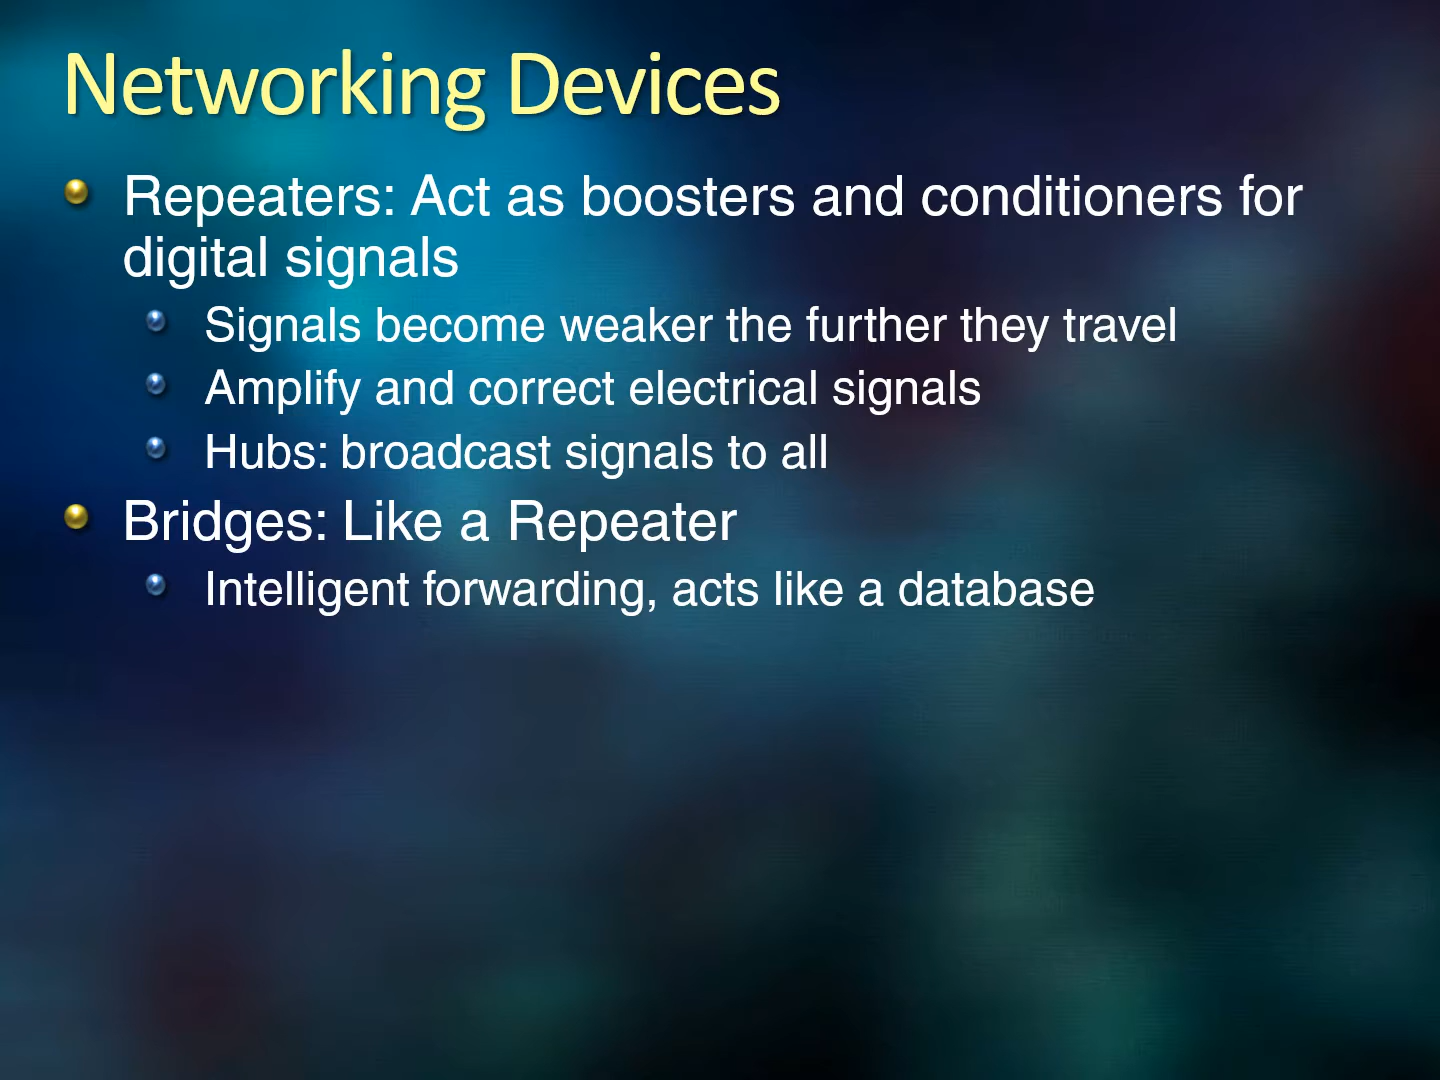 Networking Devices
Repeaters: Act as boosters and conditioners for
digital signals
Signals become weaker the further they travel
Amplify and correct electrical signals
Hubs: broadcast signals to all
Bridges: Like a Repeater
Intelligent forwarding, acts like a database